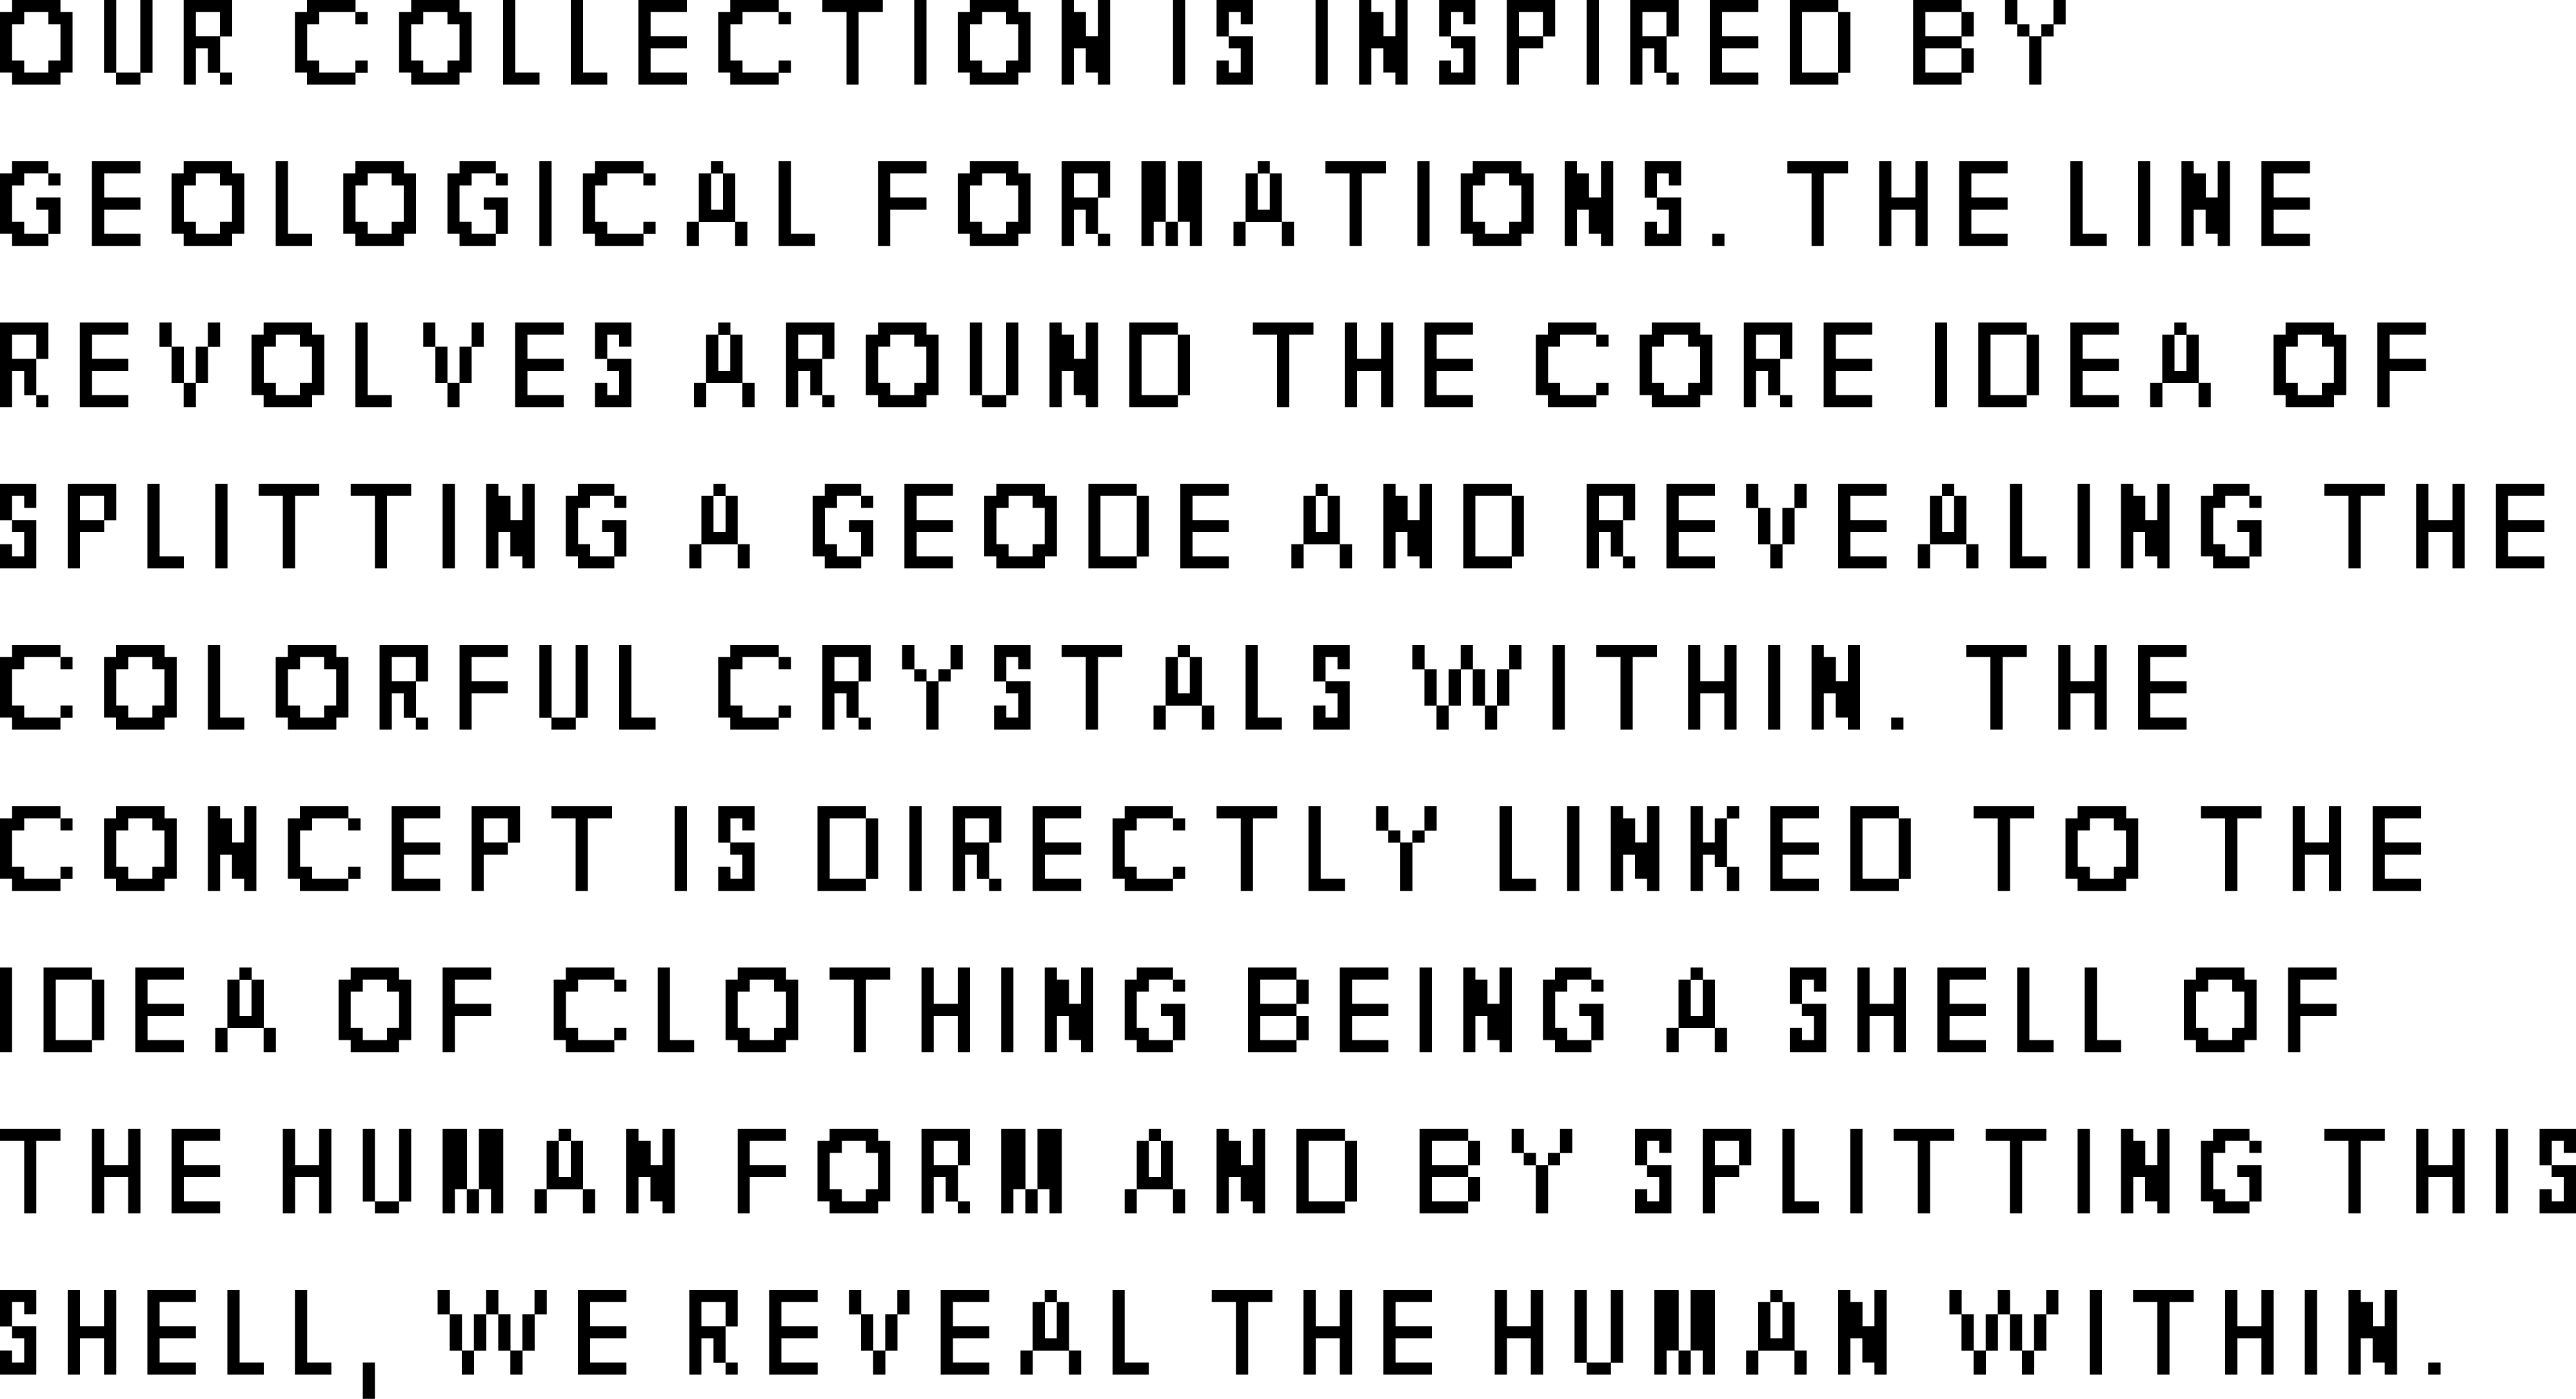 OUR COLLECTION IS INSPIRED BY
GEOLOGICAL FORMATIONS. THE LINE
REVOLVES AROUND THE CORE IDEA OF
SPLITTING A GEODE AND REVEALING THE
COLORFUL CRYSTALS WITHIN. THE
CONCEPT IS DIRECTLY LINKED TO THE
IDEA OF CLOTHING BEING A SHELL OF
THE HUMAN FORM AND BY SPLITTING THIS
SHELL, WE REVEAL THE HUMAN WITHIN.